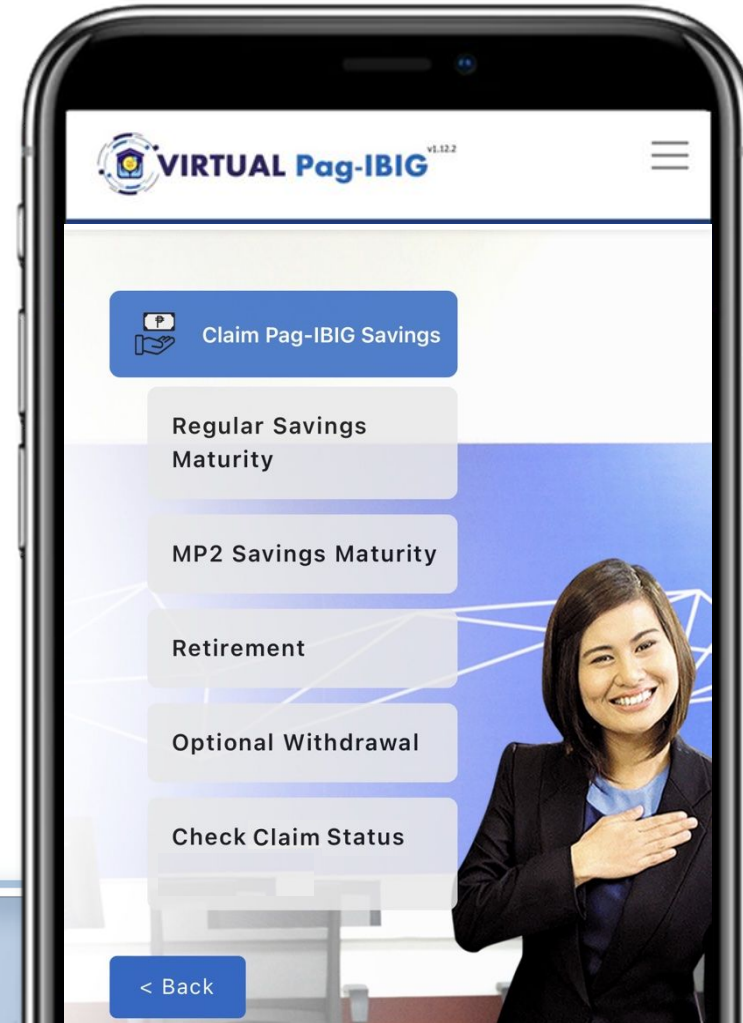 VIRTUAL Pag-IBIG v1.12.2
Claim Pag-IBIG Savings
Regular Savings
Maturity
MP2 Savings Maturity
Retirement
Optional Withdrawal
Check Claim Status
< Back